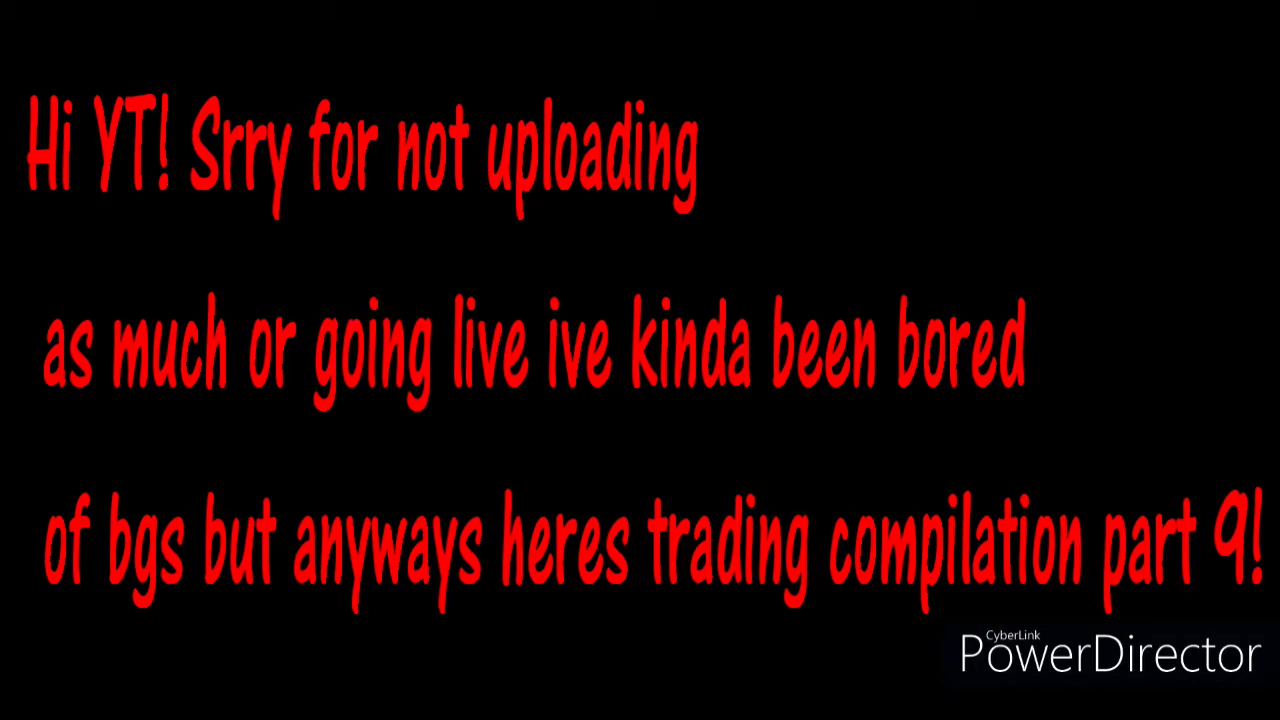 Hi YT! Srry for not uploading
as much or going live ive kinda been bored
of bgs but anyways heres trading compilation part 9!
CyberLink
PowerDirector